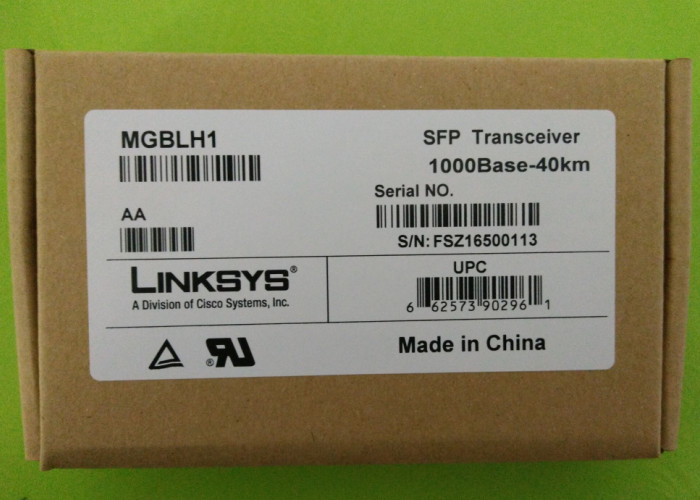 MGBLH1
SFP Transceiver
1000Base-40km
Serial NO.
AA
S/N: FSZ16500113
LINKSYS®
A Division of Cisco Systems, Inc.
UPC
6 62573 90296 1
Made in China